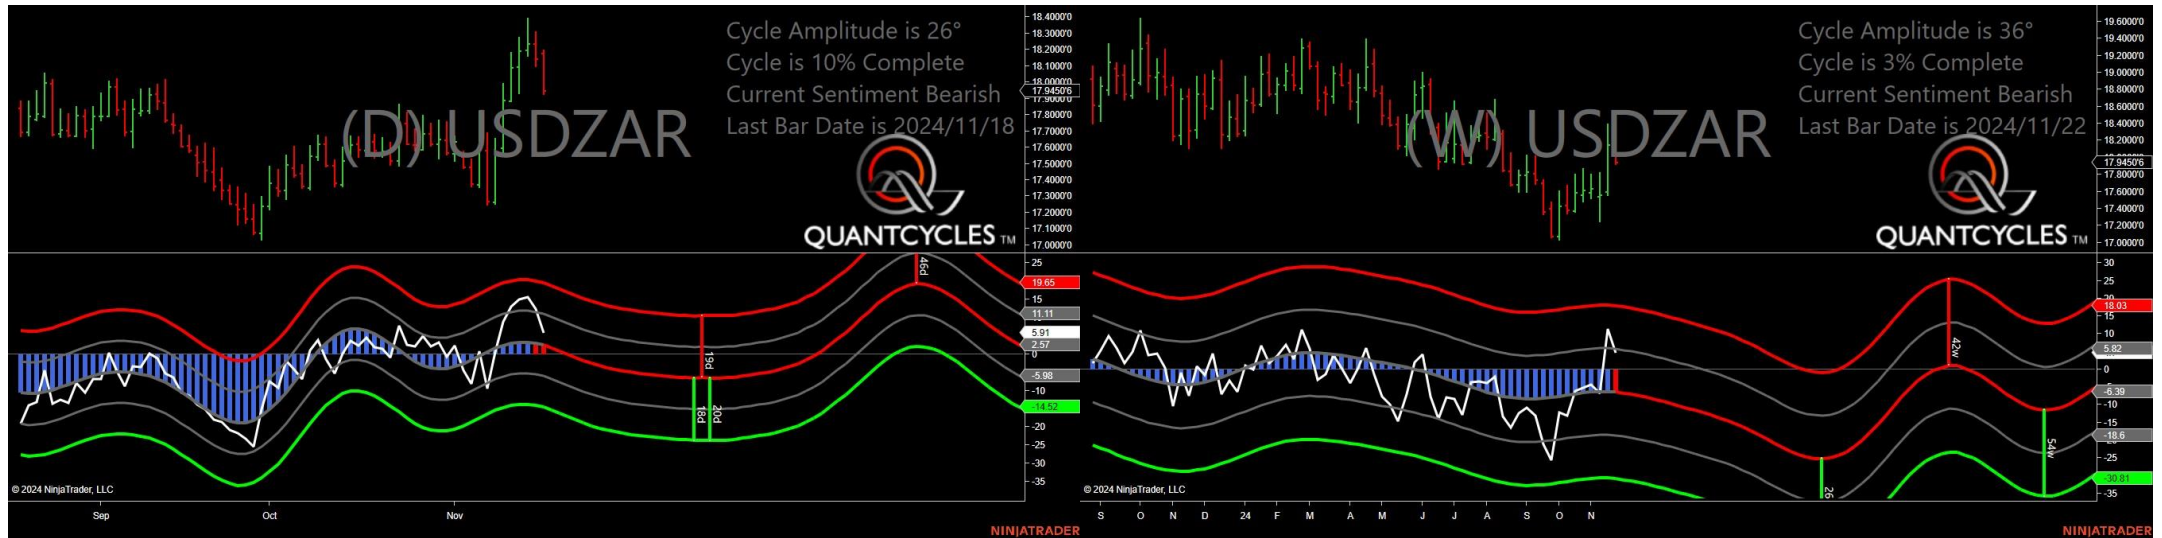 Cycle Amplitude is 26°
Cycle is 10% Complete
Current Sentiment Bearish
Last Bar Date is 2024/11/18
(D) USDZAR
QUANTCYCLES TM
18.4000'0
18.3000'0
18.2000'0
18.1000'0
18.0000'0
17.9450'6
17.9000'0
17.8000'0
17.7000'0
17.6000'0
17.5000'0
17.4000'0
17.3000'0
17.2000'0
17.1000'0
17.0000'0
46d
19d
18d
20d
25
19.65
15
11.11
5.91
2.57
0
-5.98
-10
-14.52
-20
-25
-30
-35
© 2024 NinjaTrader, LLC
Sep Oct Nov
NINJATRADER
Cycle Amplitude is 36°
Cycle is 3% Complete
Current Sentiment Bearish
Last Bar Date is 2024/11/22
(W) USDZAR
QUANTCYCLES TM
19.6000'0
19.4000'0
19.2000'0
19.0000'0
18.8000'0
18.6000'0
18.4000'0
18.2000'0
17.9450'6
17.8000'0
17.6000'0
17.4000'0
17.2000'0
17.0000'0
42w
54w
26
30
25
18.03
15
10
5.82
0
-6.39
-10
-18.6
-25
-30.81
-35
© 2024 NinjaTrader, LLC
S O N D 24 F M A M J J A S O N
NINJATRADER